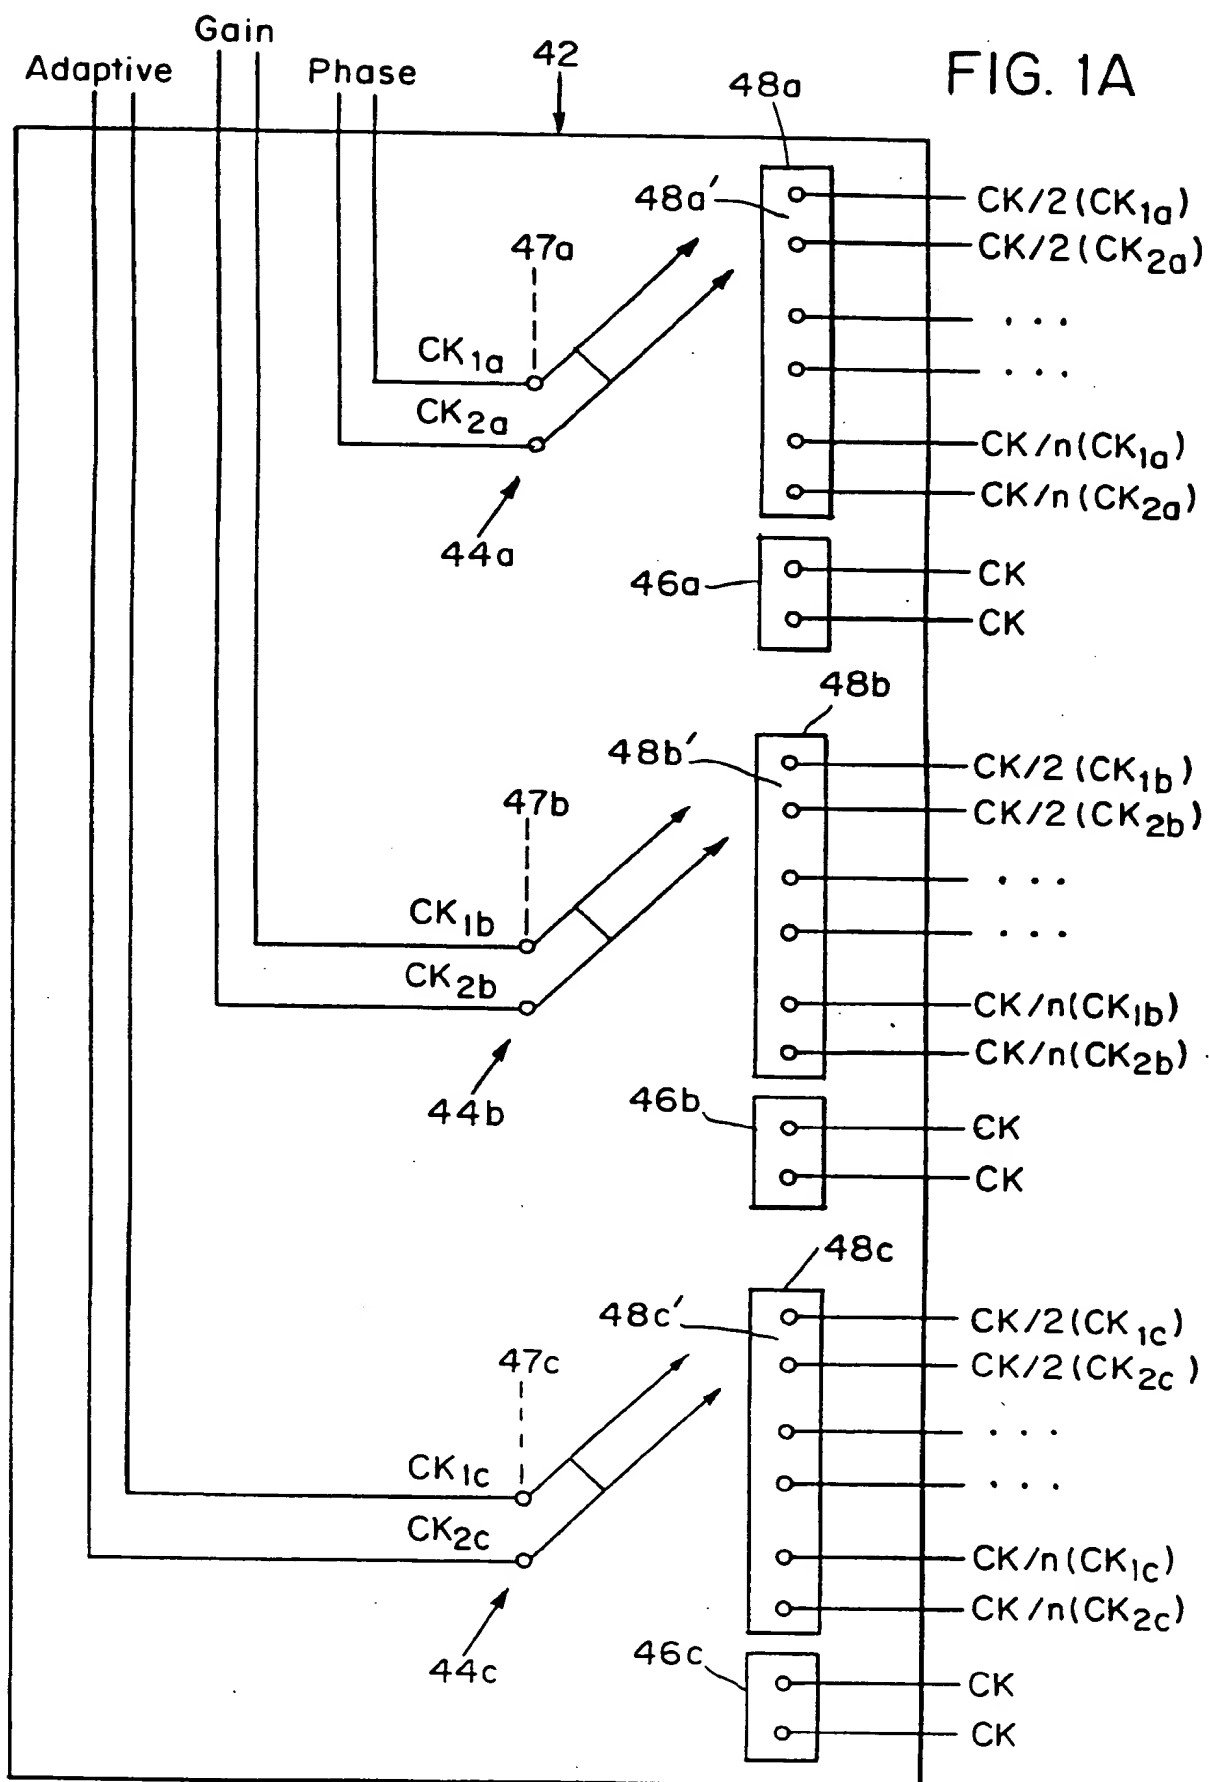 Gain
Adaptive
Phase
42
48a
FIG. 1A
48a′
47a
CK1a
CK2a
44a
46a
CK/2(CK1a)
CK/2(CK2a)
. . .
. . .
CK/n(CK1a)
CK/n(CK2a)
CK
CK
48b
48b′
47b
CK1b
CK2b
44b
46b
CK/2(CK1b)
CK/2(CK2b)
. . .
. . .
CK/n(CK1b)
CK/n(CK2b)
CK
CK
48c
48c′
47c
CK1c
CK2c
44c
46c
CK/2(CK1c)
CK/2(CK2c)
. . .
. . .
CK/n(CK1c)
CK/n(CK2c)
CK
CK